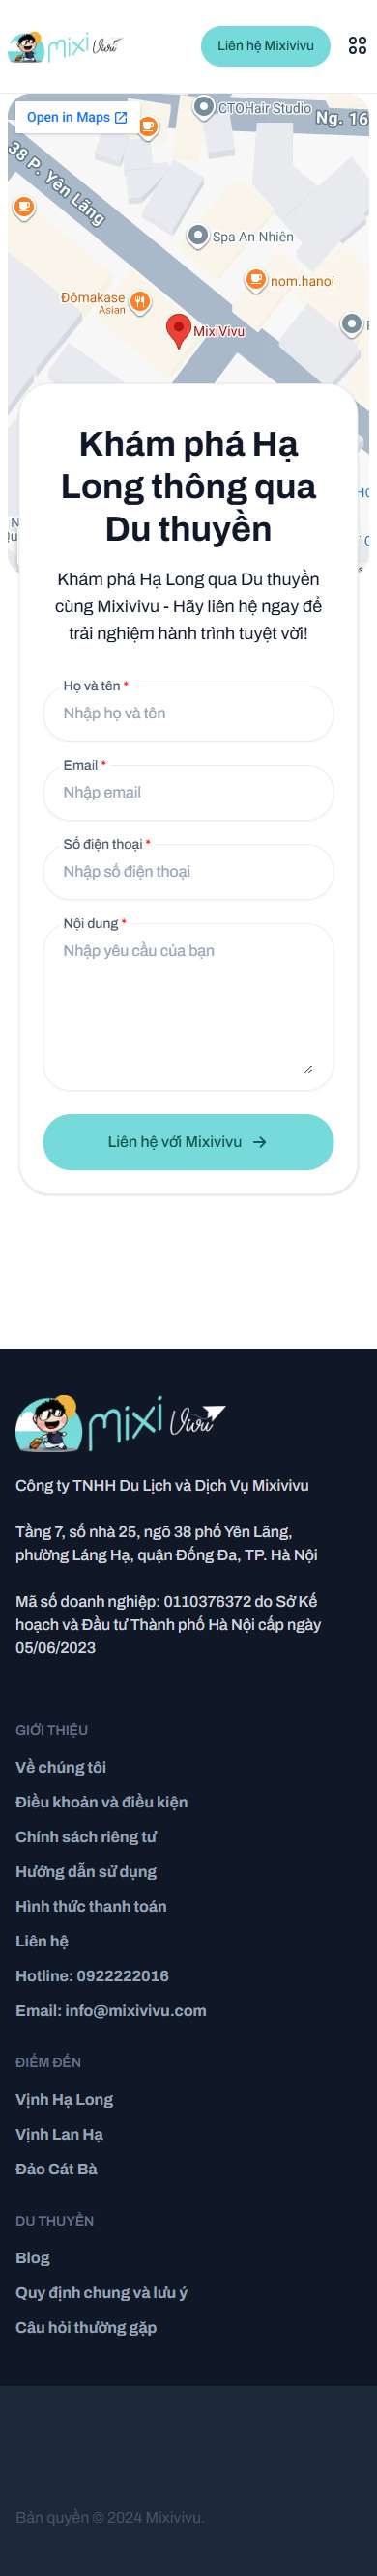 mixi Vivu
Liên hệ Mixivivu
Open in Maps
CTOHair Studio
Ng. 16
38 P. Yên Lãng
Spa An Nhiên
nom.hanoi
Đômakase
Asian
MixiVivu
Khám phá Hạ
Long thông qua
Du thuyền
Khám phá Hạ Long qua Du thuyền
cùng Mixivivu - Hãy liên hệ ngay để
trải nghiệm hành trình tuyệt vời!
Họ và tên *
Nhập họ và tên
Email *
Nhập email
Số điện thoại *
Nhập số điện thoại
Nội dung *
Nhập yêu cầu của bạn
Liên hệ với Mixivivu
mixi Vivu
Công ty TNHH Du Lịch và Dịch Vụ Mixivivu
Tầng 7, số nhà 25, ngõ 38 phố Yên Lãng,
phường Láng Hạ, quận Đống Đa, TP. Hà Nội
Mã số doanh nghiệp: 0110376372 do Sở Kế
hoạch và Đầu tư Thành phố Hà Nội cấp ngày
05/06/2023
GIỚI THIỆU
Về chúng tôi
Điều khoản và điều kiện
Chính sách riêng tư
Hướng dẫn sử dụng
Hình thức thanh toán
Liên hệ
Hotline: 0922222016
Email: info@mixivivu.com
ĐIỂM ĐẾN
Vịnh Hạ Long
Vịnh Lan Hạ
Đảo Cát Bà
DU THUYỀN
Blog
Quy định chung và lưu ý
Câu hỏi thường gặp
Bản quyền © 2024 Mixivivu.